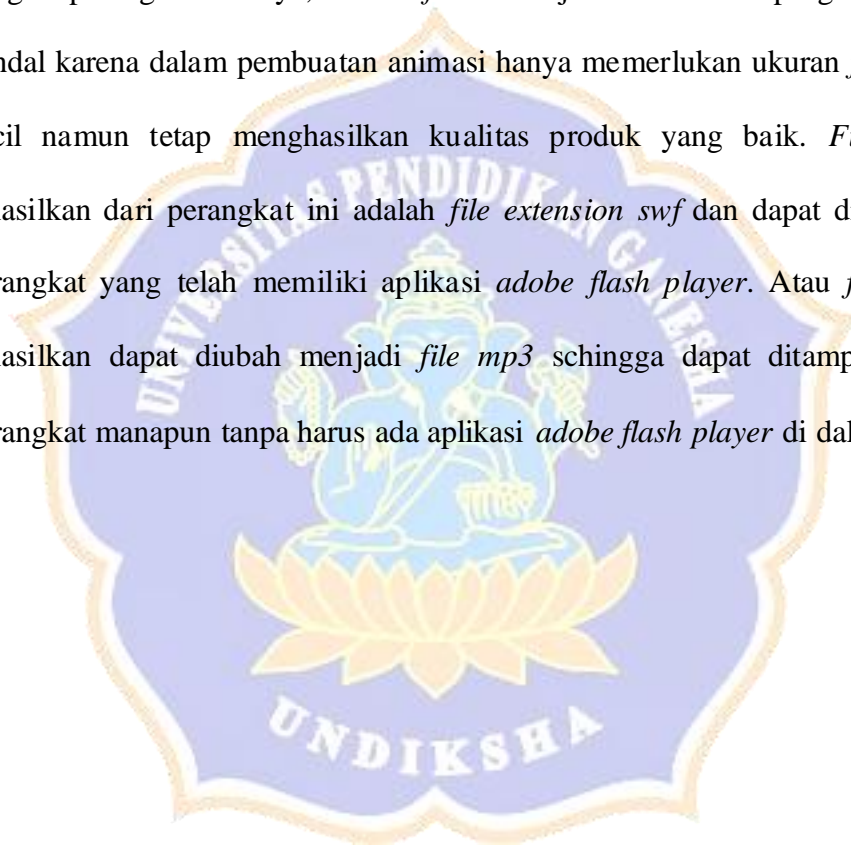 ndal karena dalam pembuatan animasi hanya memerlukan ukuran
cil namun tetap menghasilkan kualitas produk yang baik.
asilkan dari perangkat ini adalah file extension swf dan dapat
rangkat yang telah memiliki aplikasi adobe flash player. Atau
asilkan dapat diubah menjadi file mp3 schingga dapat ditamp
rangkat manapun tanpa harus ada aplikasi adobe flash player di dal
UNIVERSITAS PENDIDIKAN GANESHA
UNDIKSHA